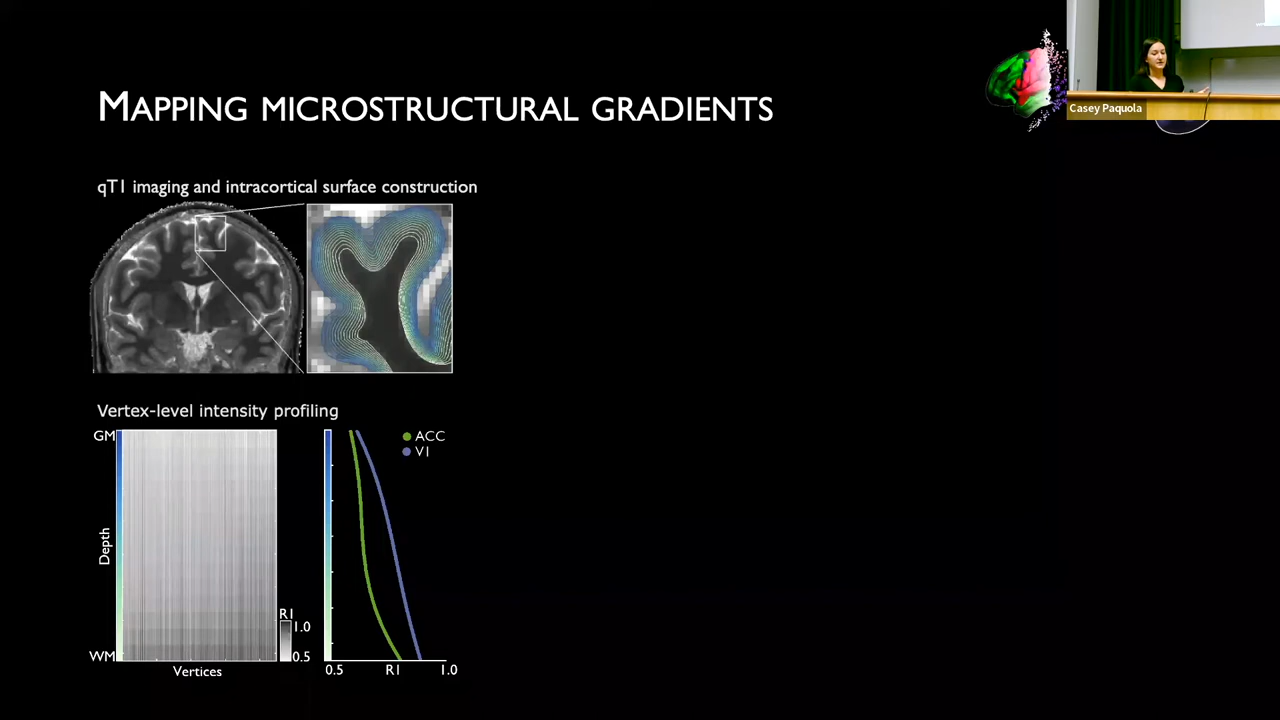 MAPPING MICROSTRUCTURAL GRADIENTS
Casey Paquola
qT1 imaging and intracortical surface construction
Vertex-level intensity profiling
GM
Depth
WM
Vertices
R1
1.0
0.5
ACC
V1
0.5
R1
1.0